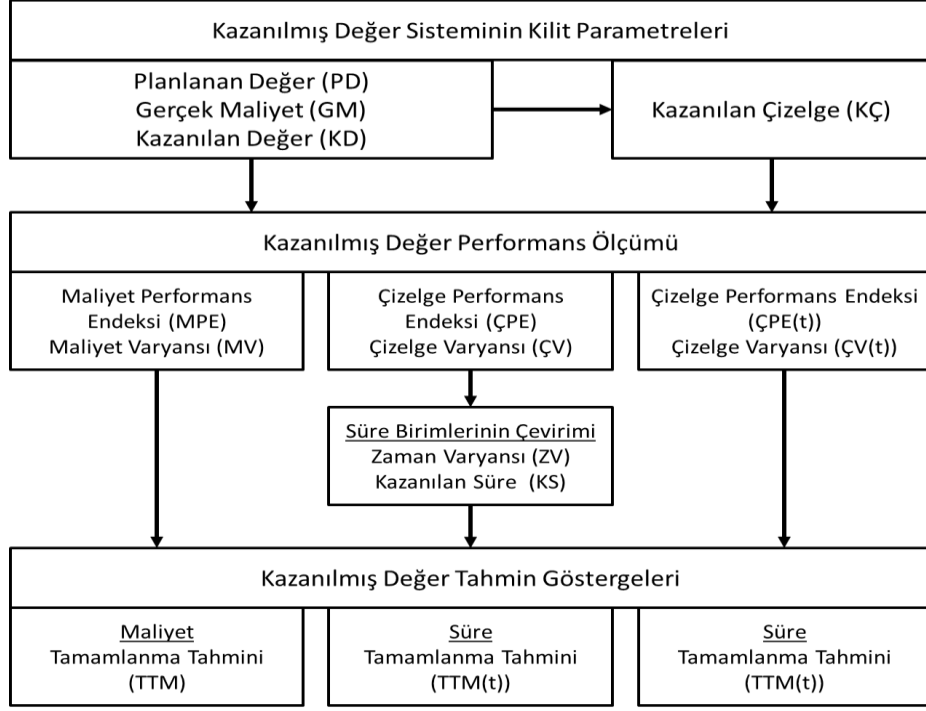 Kazanılmış Değer Sisteminin Kilit Parametreleri
Planlanan Değer (PD)
Gerçek Maliyet (GM)
Kazanılan Değer (KD)
Kazanılan Çizelge (KÇ)
Kazanılmış Değer Performans Ölçümü
Maliyet Performans
Endeksi (MPE)
Maliyet Varyansı (MV)
Çizelge Performans
Endeksi (ÇPE)
Çizelge Varyansı (ÇV)
Çizelge Performans Endeksi
(ÇPE(t))
Çizelge Varyansı (ÇV(t))
Süre Birimlerinin Çevirimi
Zaman Varyansı (ZV)
Kazanılan Süre (KS)
Kazanılmış Değer Tahmin Göstergeleri
Maliyet
Tamamlanma Tahmini
(TTM)
Süre
Tamamlanma Tahmini
(TTM(t))
Süre
Tamamlanma Tahmini
(TTM(t))